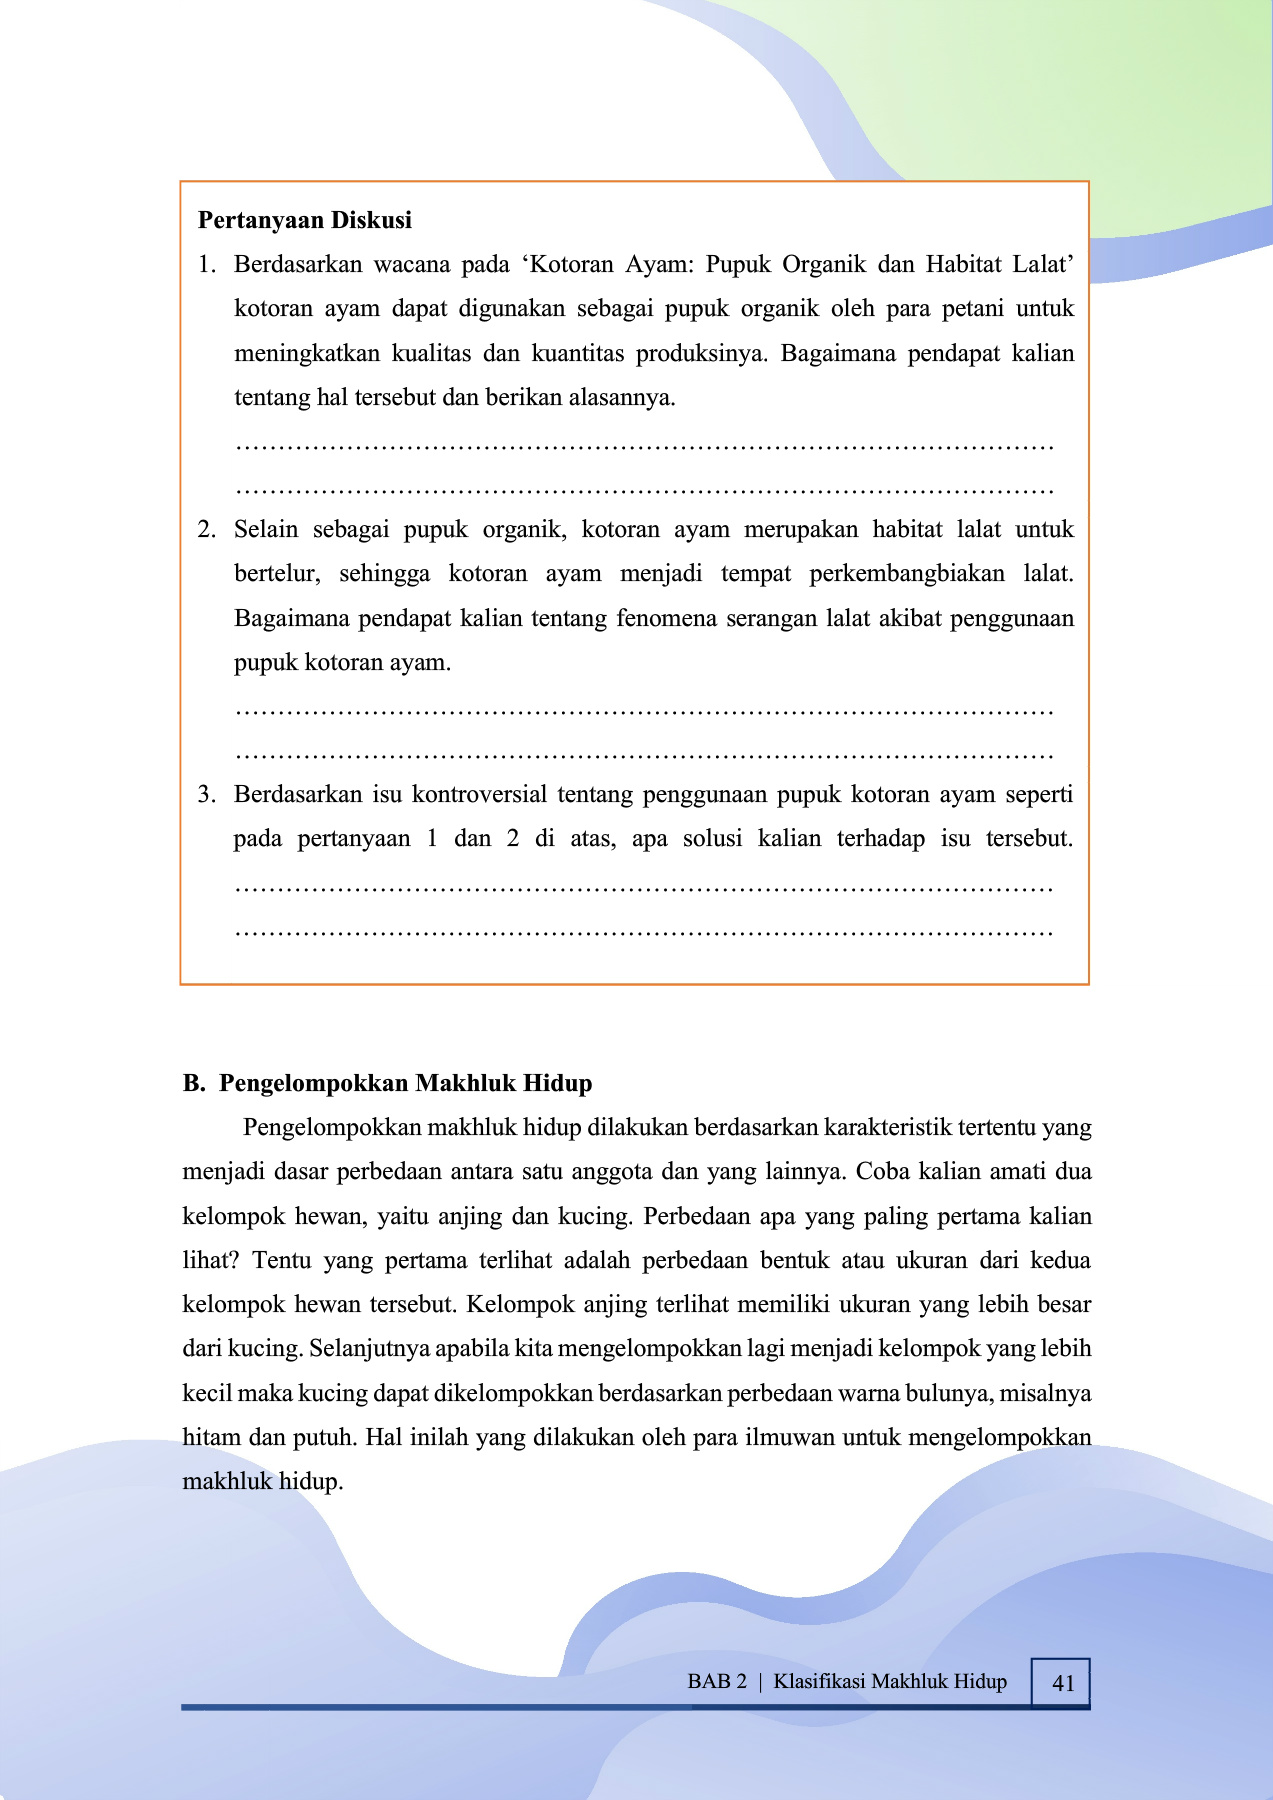 Pertanyaan Diskusi
1. Berdasarkan wacana pada ‘Kotoran Ayam: Pupuk Organik dan Habitat Lalat’
kotoran ayam dapat digunakan sebagai pupuk organik oleh para petani untuk
meningkatkan kualitas dan kuantitas produksinya. Bagaimana pendapat kalian
tentang hal tersebut dan berikan alasannya.
……………………………………………………………………………………
……………………………………………………………………………………
2. Selain sebagai pupuk organik, kotoran ayam merupakan habitat lalat untuk
bertelur, sehingga kotoran ayam menjadi tempat perkembangbiakan lalat.
Bagaimana pendapat kalian tentang fenomena serangan lalat akibat penggunaan
pupuk kotoran ayam.
……………………………………………………………………………………
……………………………………………………………………………………
3. Berdasarkan isu kontroversial tentang penggunaan pupuk kotoran ayam seperti
pada pertanyaan 1 dan 2 di atas, apa solusi kalian terhadap isu tersebut.
……………………………………………………………………………………
……………………………………………………………………………………
B. Pengelompokkan Makhluk Hidup
Pengelompokkan makhluk hidup dilakukan berdasarkan karakteristik tertentu yang
menjadi dasar perbedaan antara satu anggota dan yang lainnya. Coba kalian amati dua
kelompok hewan, yaitu anjing dan kucing. Perbedaan apa yang paling pertama kalian
lihat? Tentu yang pertama terlihat adalah perbedaan bentuk atau ukuran dari kedua
kelompok hewan tersebut. Kelompok anjing terlihat memiliki ukuran yang lebih besar
dari kucing. Selanjutnya apabila kita mengelompokkan lagi menjadi kelompok yang lebih
kecil maka kucing dapat dikelompokkan berdasarkan perbedaan warna bulunya, misalnya
hitam dan putuh. Hal inilah yang dilakukan oleh para ilmuwan untuk mengelompokkan
makhluk hidup.
BAB 2 | Klasifikasi Makhluk Hidup 41